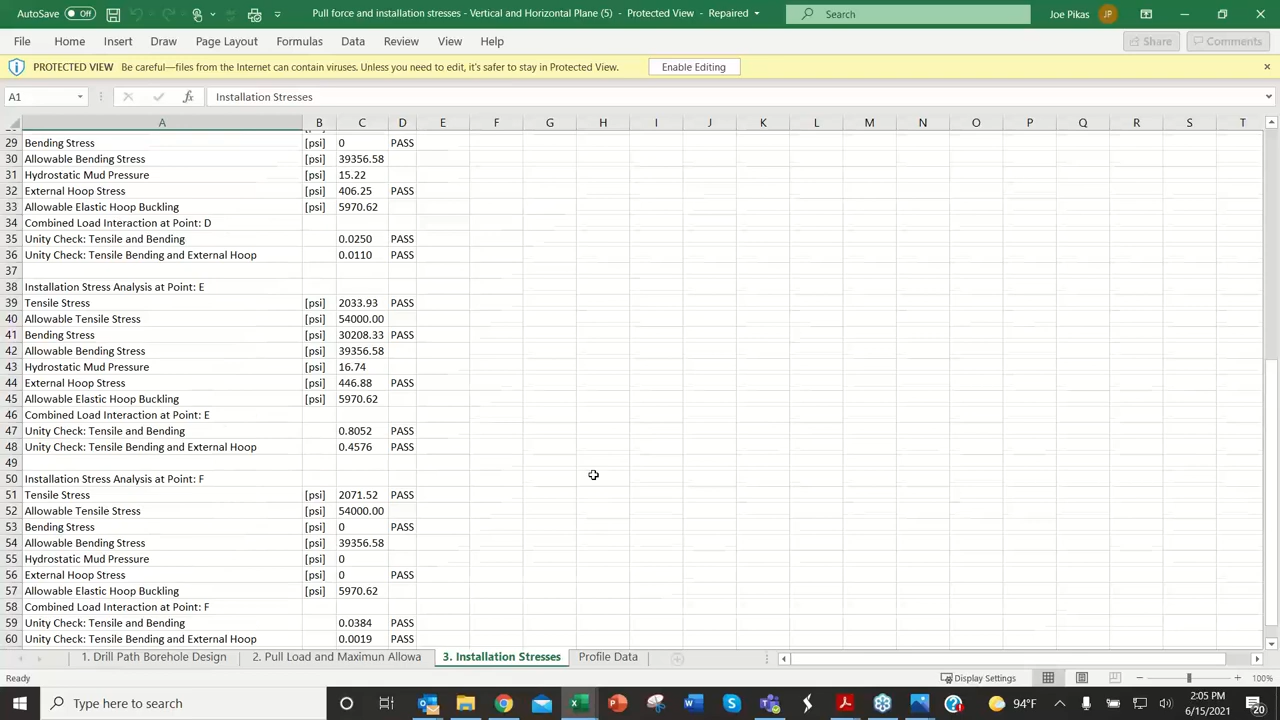 AutoSave Off Pull force and installation stresses - Vertical and Horizontal Plane (5) - Protected View - Repaired Search Joe Pikas JP
File Home Insert Draw Page Layout Formulas Data Review View Help Share Comments
PROTECTED VIEW Be careful—files from the Internet can contain viruses. Unless you need to edit, it's safer to stay in Protected View. Enable Editing
A1 fx Installation Stresses
A B C D E F G H I J K L M N O P Q R S T
29 Bending Stress [psi] 0 PASS
30 Allowable Bending Stress [psi] 39356.58
31 Hydrostatic Mud Pressure [psi] 15.22
32 External Hoop Stress [psi] 406.25 PASS
33 Allowable Elastic Hoop Buckling [psi] 5970.62
34 Combined Load Interaction at Point: D
35 Unity Check: Tensile and Bending 0.0250 PASS
36 Unity Check: Tensile Bending and External Hoop 0.0110 PASS
37
38 Installation Stress Analysis at Point: E
39 Tensile Stress [psi] 2033.93 PASS
40 Allowable Tensile Stress [psi] 54000.00
41 Bending Stress [psi] 30208.33 PASS
42 Allowable Bending Stress [psi] 39356.58
43 Hydrostatic Mud Pressure [psi] 16.74
44 External Hoop Stress [psi] 446.88 PASS
45 Allowable Elastic Hoop Buckling [psi] 5970.62
46 Combined Load Interaction at Point: E
47 Unity Check: Tensile and Bending 0.8052 PASS
48 Unity Check: Tensile Bending and External Hoop 0.4576 PASS
49
50 Installation Stress Analysis at Point: F
51 Tensile Stress [psi] 2071.52 PASS
52 Allowable Tensile Stress [psi] 54000.00
53 Bending Stress [psi] 0 PASS
54 Allowable Bending Stress [psi] 39356.58
55 Hydrostatic Mud Pressure [psi] 0
56 External Hoop Stress [psi] 0 PASS
57 Allowable Elastic Hoop Buckling [psi] 5970.62
58 Combined Load Interaction at Point: F
59 Unity Check: Tensile and Bending 0.0384 PASS
60 Unity Check: Tensile Bending and External Hoop 0.0019 PASS
1. Drill Path Borehole Design 2. Pull Load and Maximun Allowa 3. Installation Stresses Profile Data
Ready Display Settings 100%
Type here to search 94°F 2:05 PM
6/15/2021 20